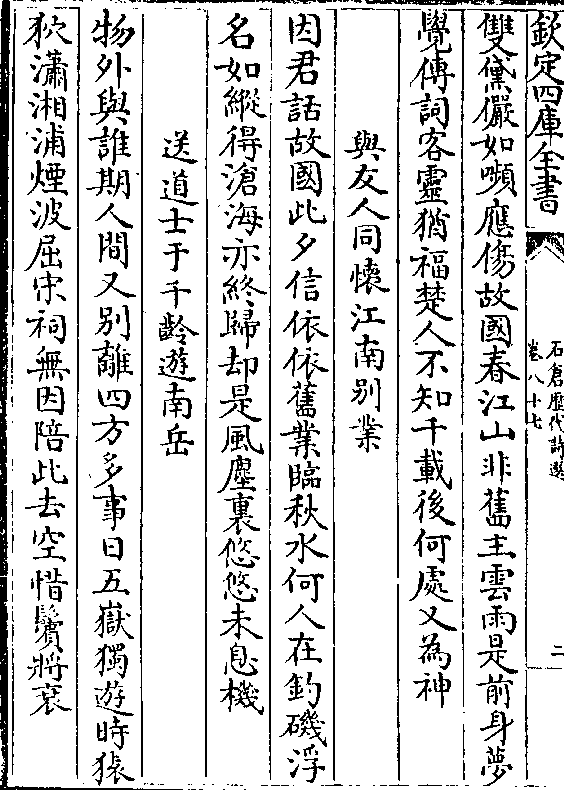 欽定四庫全書
石倉歷代詩選
卷八十七
二
雙黛儼如嚬應傷故國春江山非舊主雲雨是前身夢
覺傳詞客靈猶福楚人不知千載後何處又為神
與友人同懷江南别業
因君話故國此夕信依依舊業臨秋水何人在釣磯浮
名如縱得滄海亦終歸却是風塵裏悠悠未息機
送道士于千齡遊南岳
物外與誰期人間又别離四方多事日五嶽獨遊時猿
狖瀟湘浦煙波屈宋祠無因陪此去空惜鬢將衰